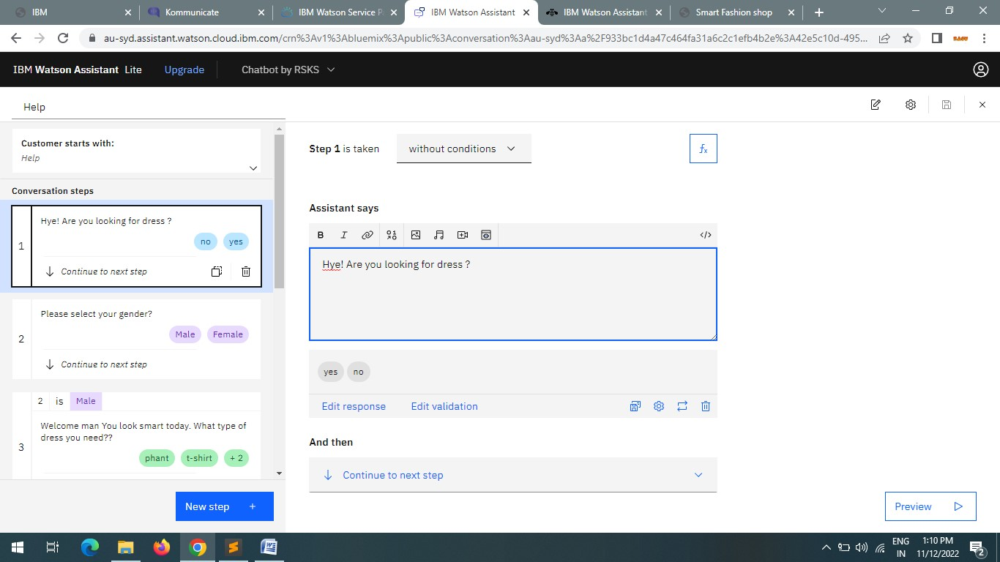 IBM
Kommunicate
IBM Watson Service P
IBM Watson Assistant
IBM Watson Assistant
Smart Fashion shop
au-syd.assistant.watson.cloud.ibm.com/crn%3Av1%3Abluemix%3Apublic%3Aconversation%3Aau-syd%3Aa%2F933bc1d4a47c464fa31a6c2c1efb4b2e%3A42e5c10d-495...
IBM Watson Assistant Lite Upgrade Chatbot by RSKS
Help
Customer starts with:
Help
Conversation steps
1
Hye! Are you looking for dress ?
no yes
Continue to next step
2
Please select your gender?
Male Female
Continue to next step
3
2 is Male
Welcome man You look smart today. What type of
dress you need??
phant t-shirt + 2
New step +
Step 1 is taken without conditions
fx
Assistant says
B I </>
Hye! Are you looking for dress ?
yes no
Edit response Edit validation
And then
Continue to next step
Preview
ENG
IN
1:10 PM
11/12/2022
2